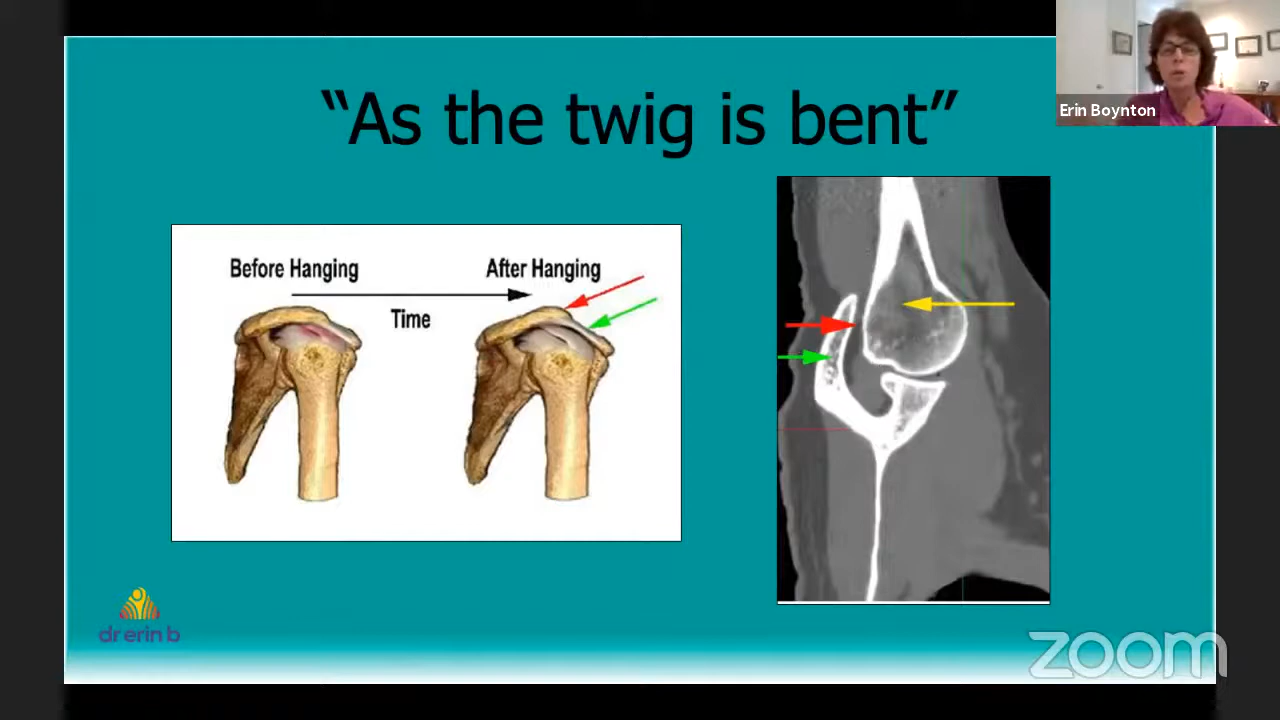 “As the twig is bent”
Erin Boynton
Before Hanging
After Hanging
Time
dr erin b
zoom